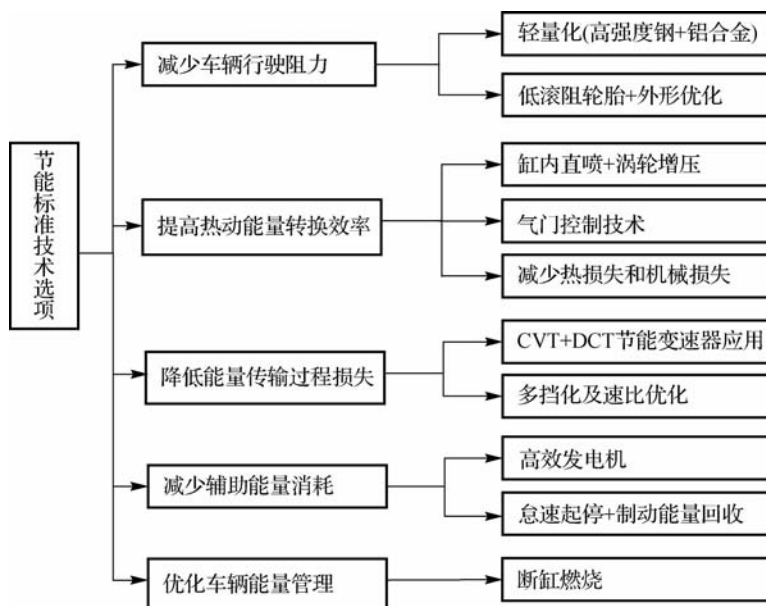 节能标准技术选项
减少车辆行驶阻力
轻量化(高强度钢+铝合金)
低滚阻轮胎+外形优化
提高热动能量转换效率
缸内直喷+涡轮增压
气门控制技术
减少热损失和机械损失
降低能量传输过程损失
CVT+DCT节能变速器应用
多挡化及速比优化
减少辅助能量消耗
高效发电机
怠速起停+制动能量回收
优化车辆能量管理
断缸燃烧